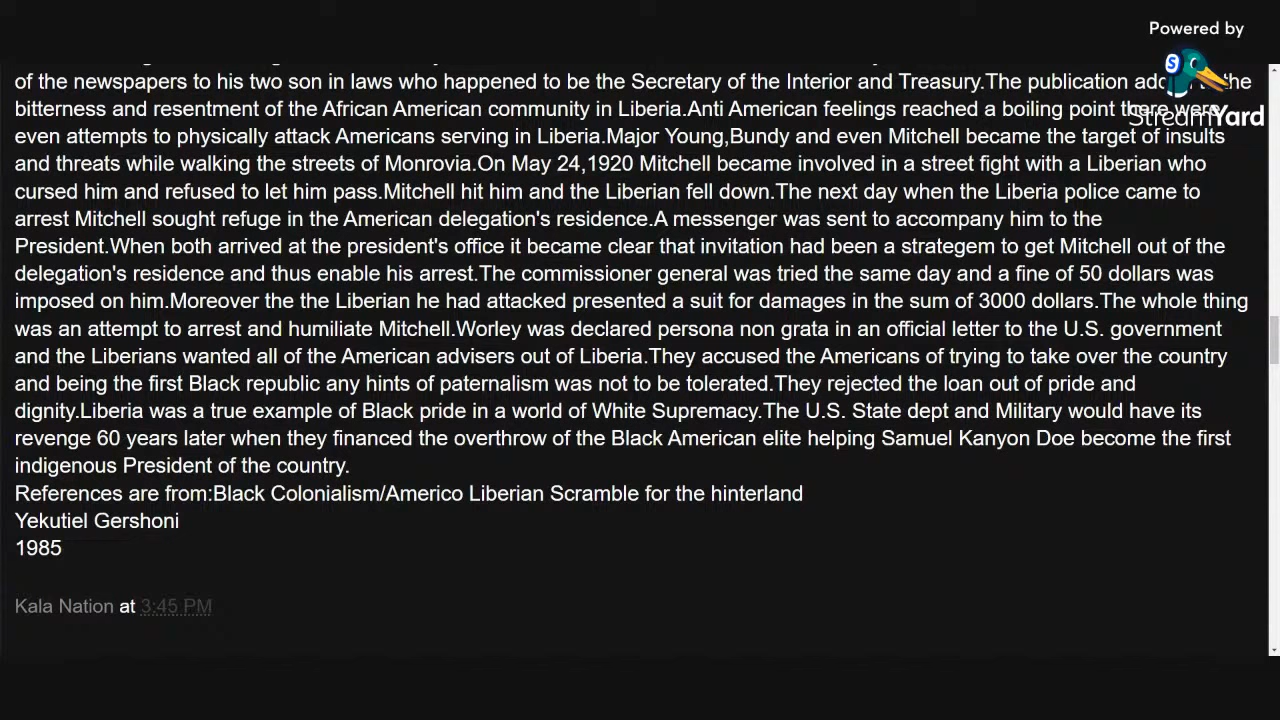 Powered by
StreamYard
of the newspapers to his two son in laws who happened to be the Secretary of the Interior and Treasury.The publication the
bitterness and resentment of the African American community in Liberia.Anti American feelings reached a boiling point there were
even attempts to physically attack Americans serving in Liberia.Major Young,Bundy and even Mitchell became the target of insults
and threats while walking the streets of Monrovia.On May 24,1920 Mitchell became involved in a street fight with a Liberian who
cursed him and refused to let him pass.Mitchell hit him and the Liberian fell down.The next day when the Liberia police came to
arrest Mitchell sought refuge in the American delegation's residence.A messenger was sent to accompany him to the
President.When both arrived at the president's office it became clear that invitation had been a strategem to get Mitchell out of the
delegation's residence and thus enable his arrest.The commissioner general was tried the same day and a fine of 50 dollars was
imposed on him.Moreover the the Liberian he had attacked presented a suit for damages in the sum of 3000 dollars.The whole thing
was an attempt to arrest and humiliate Mitchell.Worley was declared persona non grata in an official letter to the U.S. government
and the Liberians wanted all of the American advisers out of Liberia.They accused the Americans of trying to take over the country
and being the first Black republic any hints of paternalism was not to be tolerated.They rejected the loan out of pride and
dignity.Liberia was a true example of Black pride in a world of White Supremacy.The U.S. State dept and Military would have its
revenge 60 years later when they financed the overthrow of the Black American elite helping Samuel Kanyon Doe become the first
indigenous President of the country.
References are from:Black Colonialism/Americo Liberian Scramble for the hinterland
Yekutiel Gershoni
1985
Kala Nation at 3:45 PM